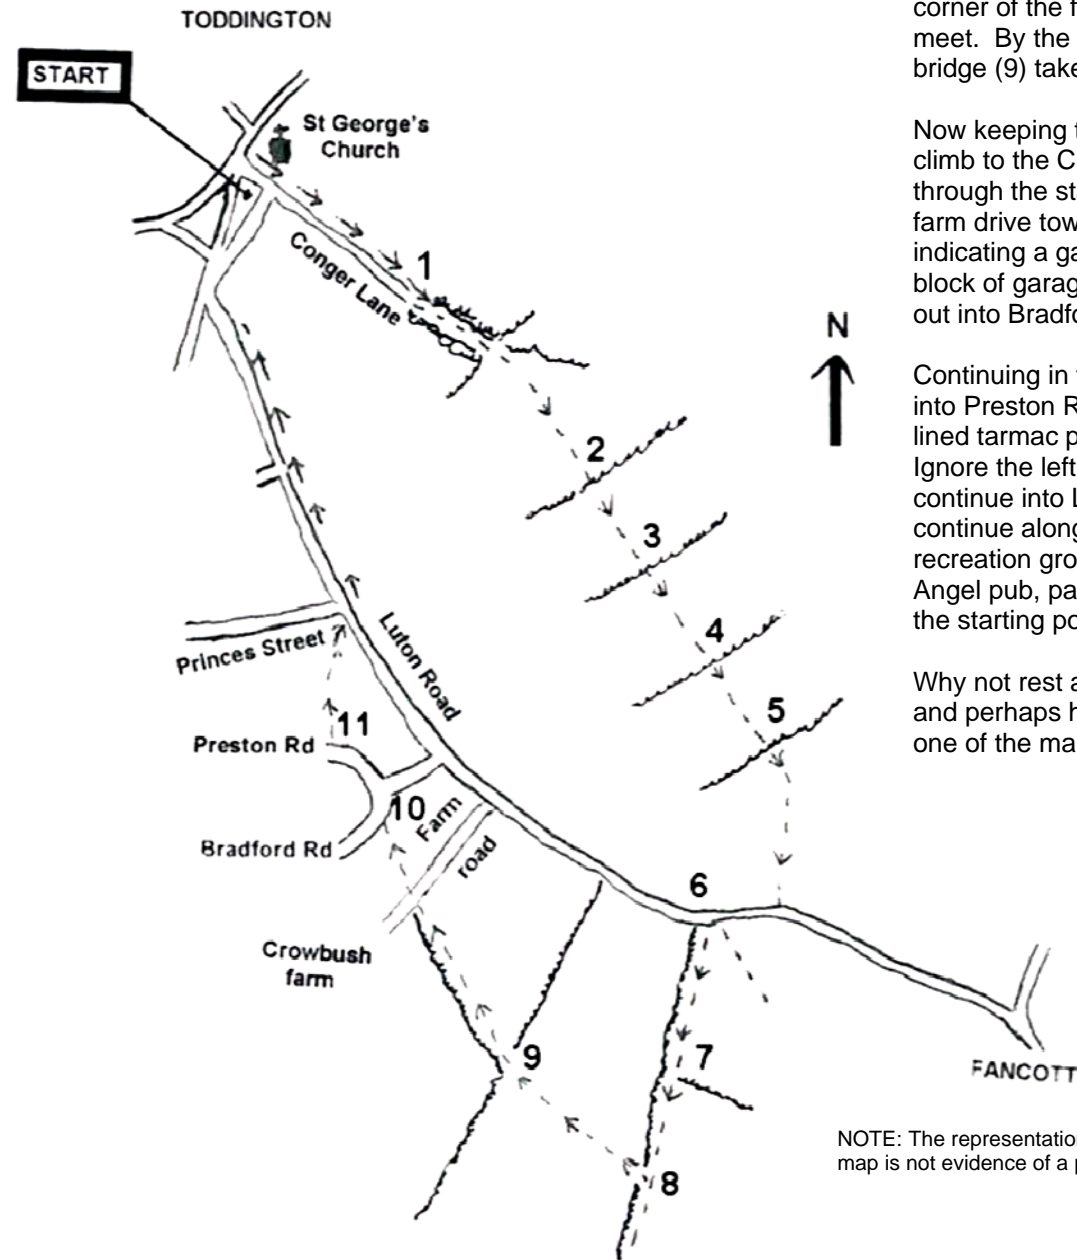 TODDINGTON
START
St George's
Church
Conger Lane
1
N
2
3
4
5
Princes Street
Luton Road
11
Preston Rd
10
Farm
road
Bradford Rd
6
Crowbush
farm
9
7
8
FANCOTT
corner of the f
meet. By the
bridge (9) take
Now keeping t
climb to the C
through the st
farm drive tow
indicating a ga
block of garag
out into Bradfo
Continuing in
into Preston R
lined tarmac p
Ignore the left
continue into L
continue along
recreation gro
Angel pub, pa
the starting po
Why not rest a
and perhaps h
one of the ma
NOTE: The representatio
map is not evidence of a p